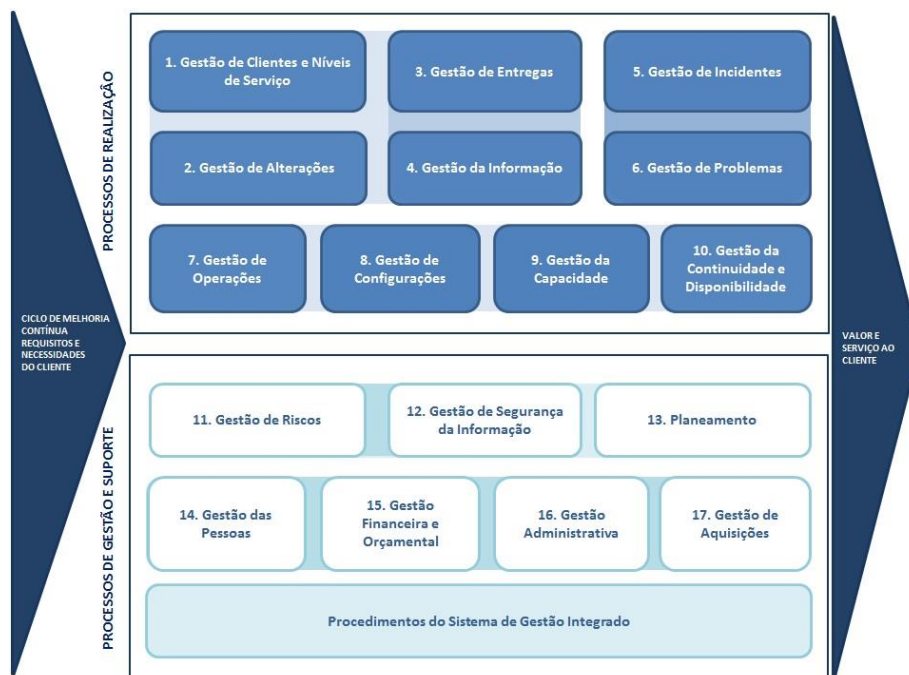 PROCESSOS DE REALIZAÇÃO
1. Gestão de Clientes e Níveis
de Serviço
3. Gestão de Entregas
5. Gestão de Incidentes
2. Gestão de Alterações
4. Gestão da Informação
6. Gestão de Problemas
7. Gestão de
Operações
8. Gestão de
Configurações
9. Gestão da
Capacidade
10. Gestão da
Continuidade e
Disponibilidade
CICLO DE MELHORIA
CONTÍNUA
REQUISITOS E
NECESSIDADES
DO CLIENTE
VALOR E
SERVIÇO AO
CLIENTE
PROCESSOS DE GESTÃO E SUPORTE
11. Gestão de Riscos
12. Gestão de Segurança
da Informação
13. Planeamento
14. Gestão das
Pessoas
15. Gestão
Financeira e
Orçamental
16. Gestão
Administrativa
17. Gestão de
Aquisições
Procedimentos do Sistema de Gestão Integrado